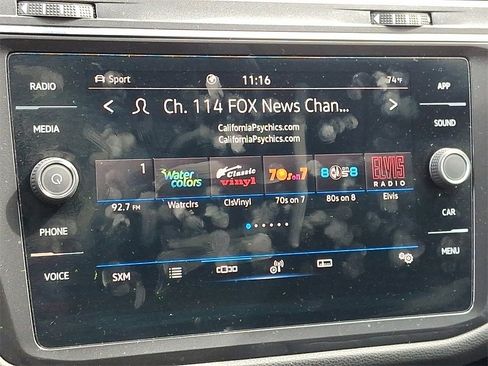 Sport 11:16 74°F
RADIO APP
Ch. 114 FOX News Chan...
MEDIA SOUND
CaliforniaPsychics.com
CaliforniaPsychics.com
1 Water colors Classic vinyl 70s on 7 80s 8 ELVIS RADIO
92.7 FM Watrclrs ClsVinyl 70s on 7 80s on 8 Elvis
PHONE CAR
VOICE SXM MENU